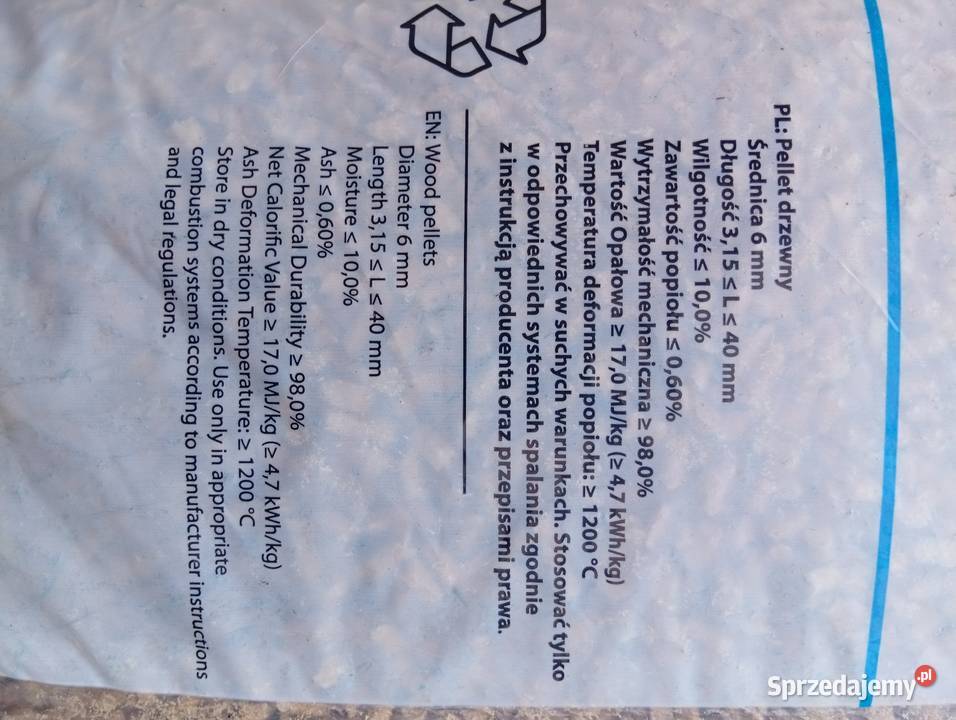 PL: Pellet drzewny
Średnica 6 mm
Długość 3,15 ≤ L ≤ 40 mm
Wilgotność ≤ 10,0%
Zawartość popiołu ≤ 0,60%
Wytrzymałość mechaniczna ≥ 98,0%
Wartość Opałowa ≥ 17,0 MJ/kg (≥ 4,7 kWh/kg)
Temperatura deformacji popiołu: ≥ 1200 °C
Przechowywać w suchych warunkach. Stosować tylko
w odpowiednich systemach spalania zgodnie
z instrukcją producenta oraz przepisami prawa.
EN: Wood pellets
Diameter 6 mm
Length 3,15 ≤ L ≤ 40 mm
Moisture ≤ 10,0%
Ash ≤ 0,60%
Mechanical Durability ≥ 98,0%
Net Calorific Value ≥ 17,0 MJ/kg (≥ 4,7 kWh/kg)
Ash Deformation Temperature: ≥ 1200 °C
Store in dry conditions. Use only in appropriate
combustion systems according to manufacturer instructions
and legal regulations.
Sprzedajemy.pl